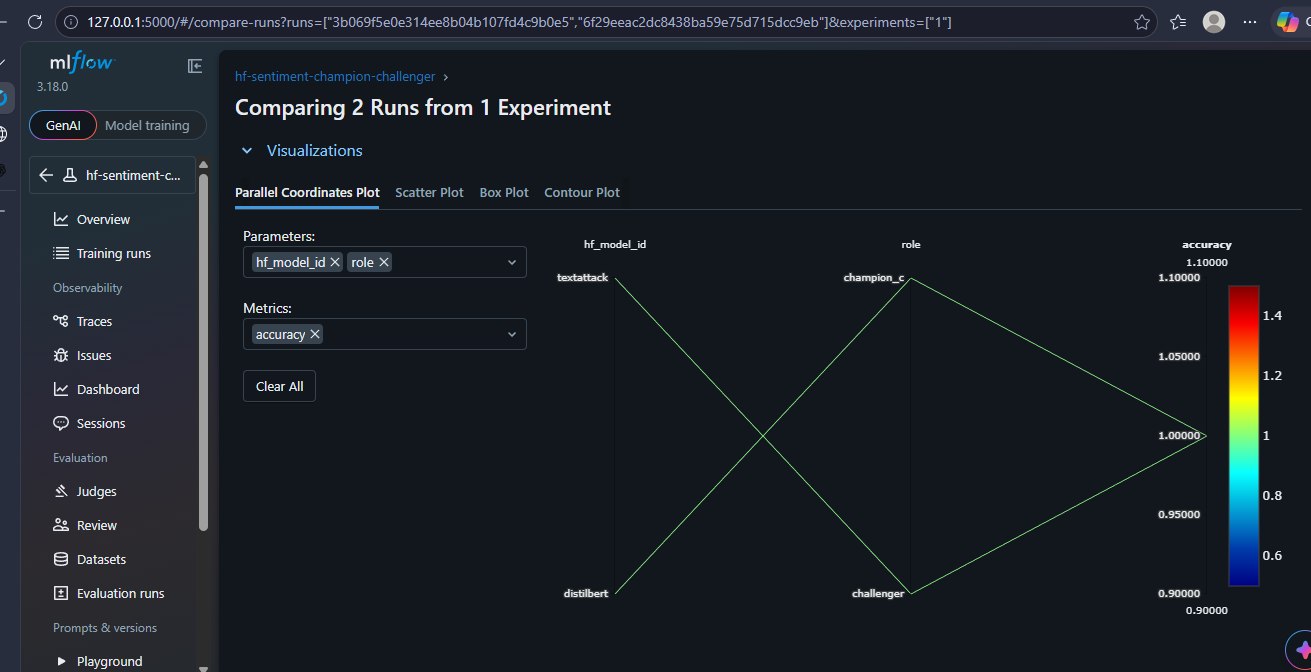 127.0.0.1:5000/#/compare-runs?runs=["3b069f5e0e314ee8b04b107fd4c9b0e5","6f29eeac2dc8438ba59e75d715dcc9eb"]&experiments=["1"]
mlflow
3.18.0
GenAI
Model training
hf-sentiment-c...
Overview
Training runs
Observability
Traces
Issues
Dashboard
Sessions
Evaluation
Judges
Review
Datasets
Evaluation runs
Prompts & versions
Playground
hf-sentiment-champion-challenger
Comparing 2 Runs from 1 Experiment
Visualizations
Parallel Coordinates Plot
Scatter Plot
Box Plot
Contour Plot
Parameters:
hf_model_id
role
Metrics:
accuracy
Clear All
hf_model_id
textattack
distilbert
role
champion_c
challenger
accuracy
1.10000
1.10000
1.05000
1.00000
0.95000
0.90000
0.90000
1.4
1.2
1
0.8
0.6